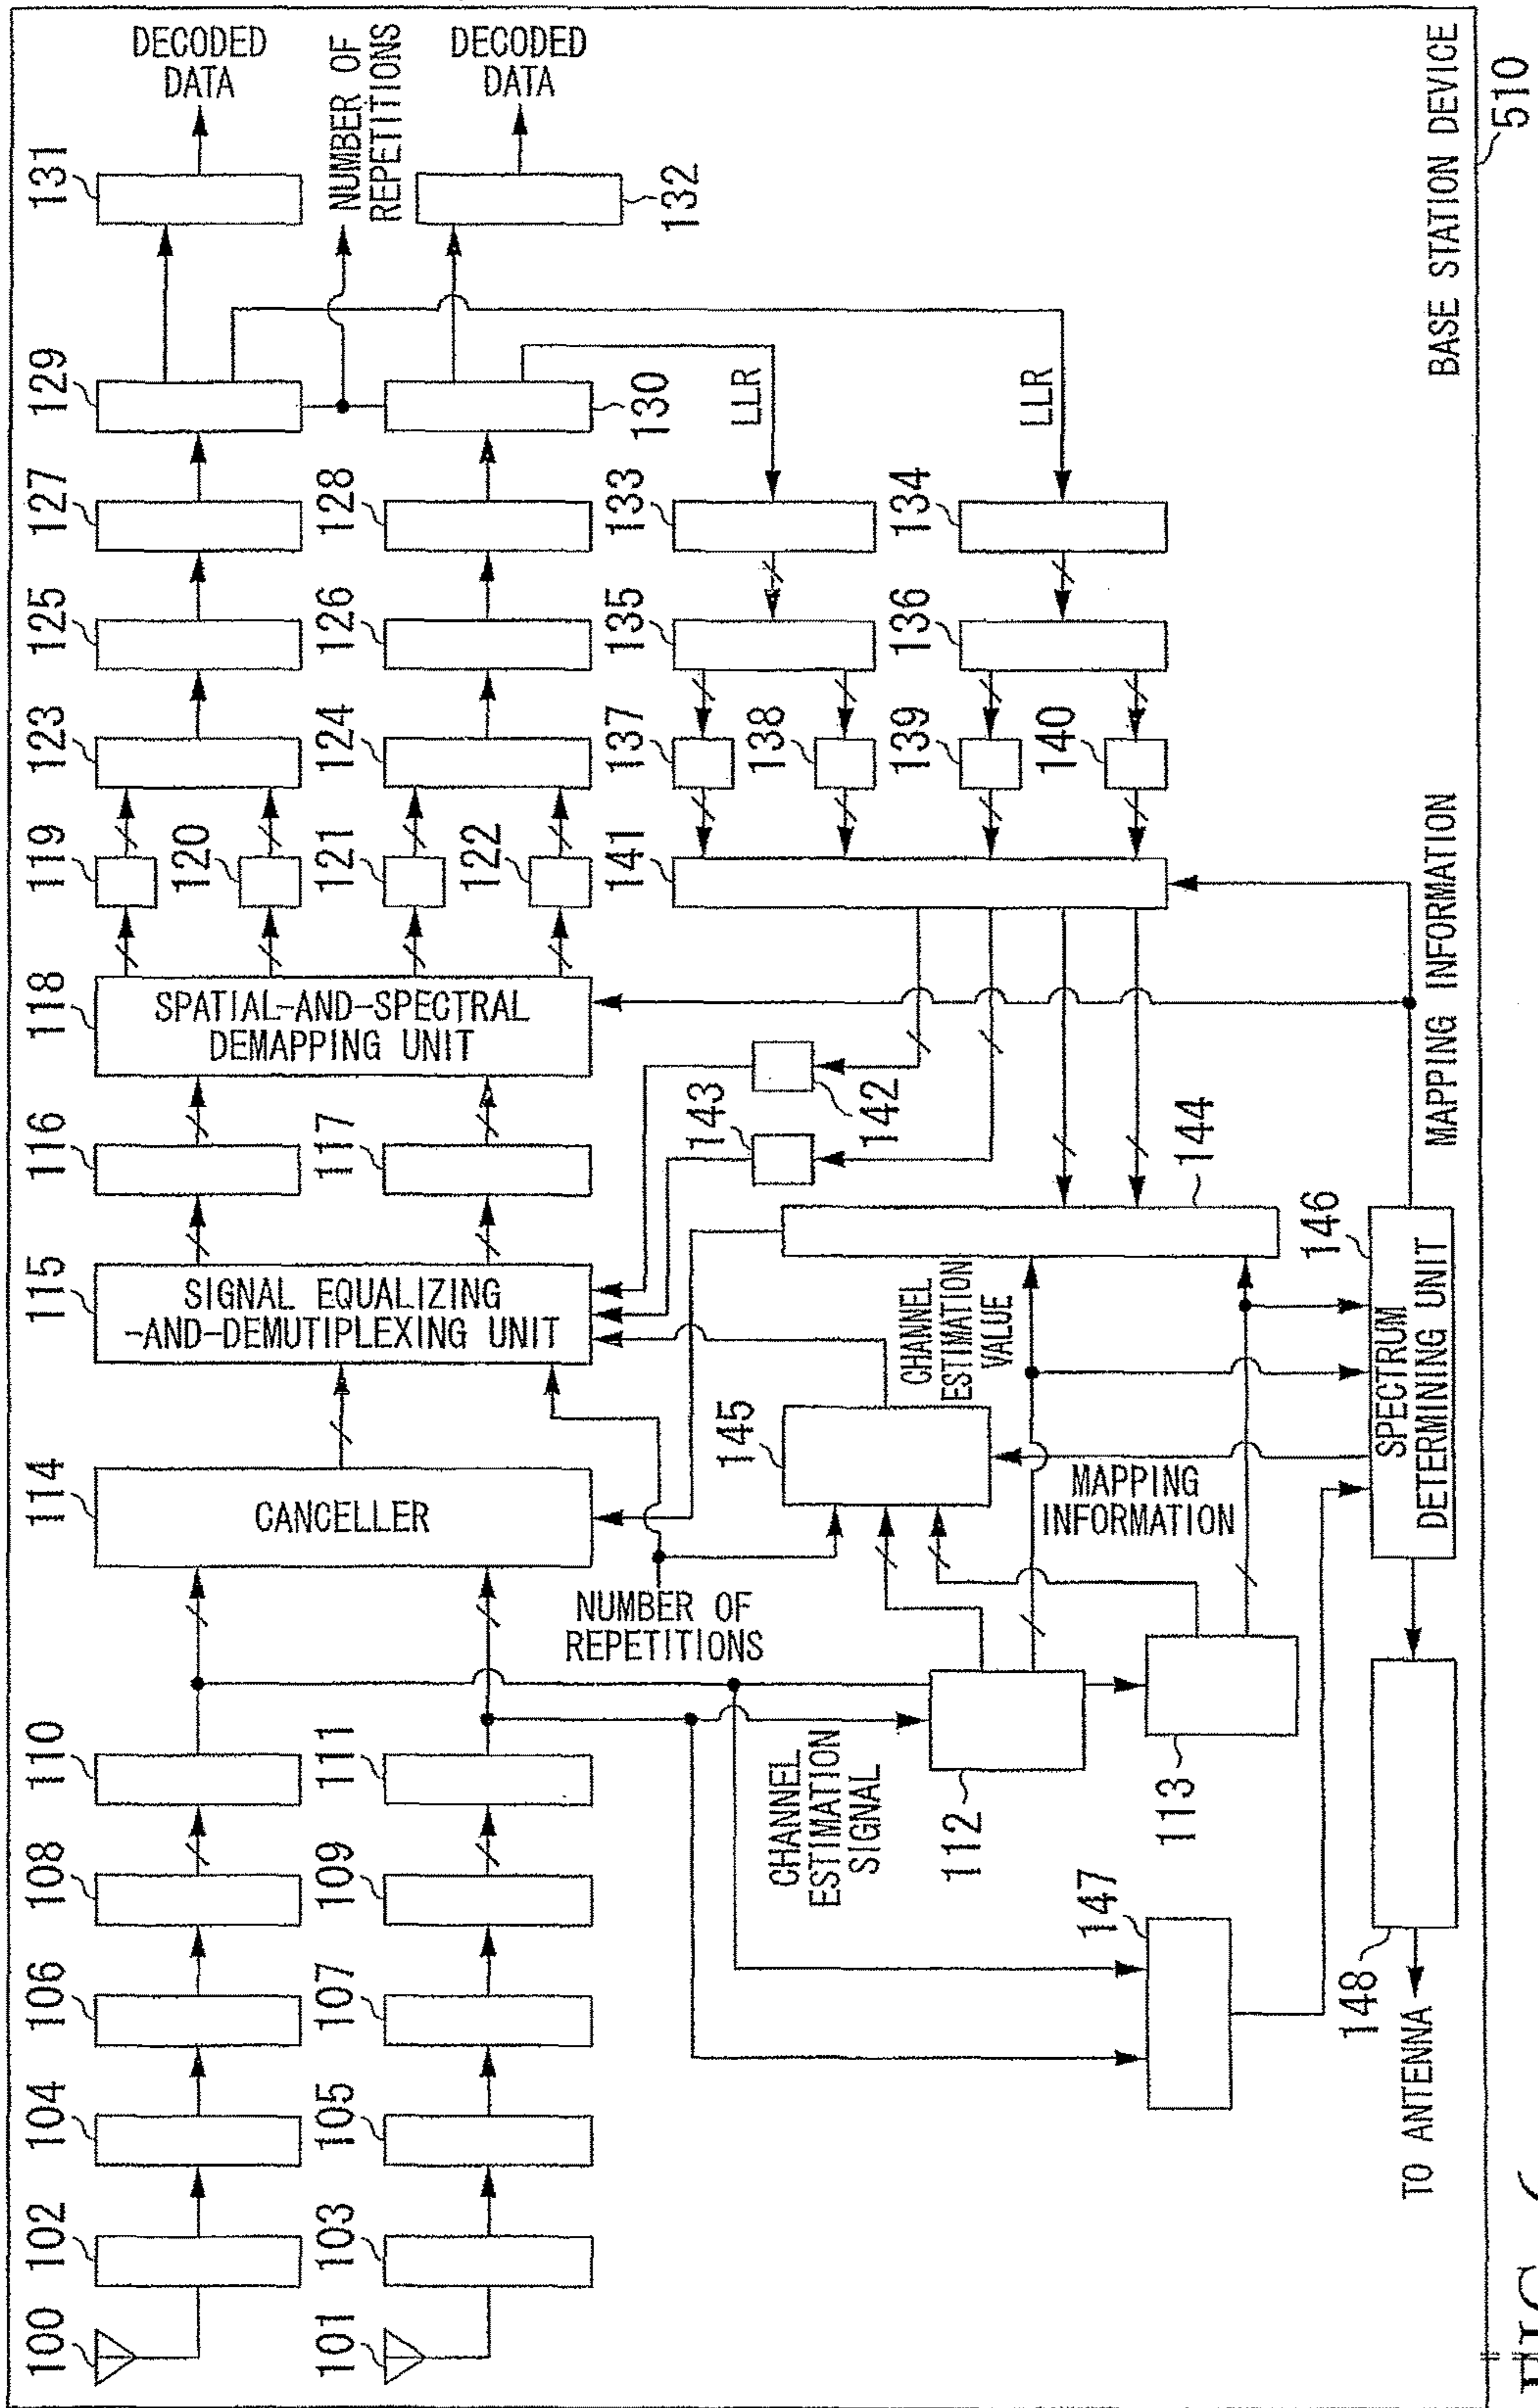 100
102
104
106
108
110
114
115
116
118
119
123
125
127
129
131
120
101
103
105
107
109
111
117
121
124
126
128
130
132
122
CANCELLER
SIGNAL EQUALIZING
-AND-DEMUTIPLEXING UNIT
SPATIAL-AND-SPECTRAL
DEMAPPING UNIT
DECODED
DATA
NUMBER OF
REPETITIONS
DECODED
DATA
NUMBER OF
REPETITIONS
141
137
135
133
138
143
142
LLR
139
136
134
140
LLR
CHANNEL
ESTIMATION
SIGNAL
112
145
CHANNEL
ESTIMATION
VALUE
144
147
113
MAPPING
INFORMATION
146
SPECTRUM
DETERMINING UNIT
148
TO ANTENNA
MAPPING INFORMATION
BASE STATION DEVICE
510